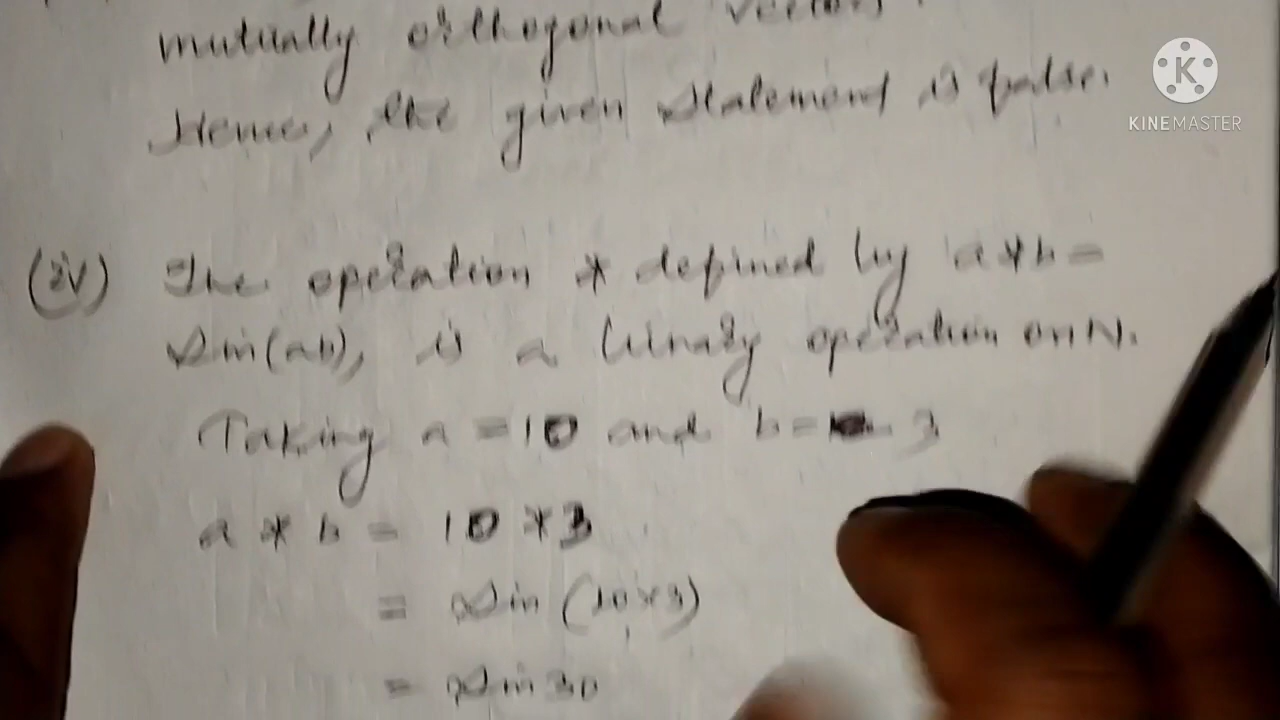 mutually orthogonal vectors.
Hence, the given statement is false.
KINEMASTER
(iv) The operation * defined by a*b=
Sin(ab), is a binary operation on N.
Taking a = 10 and b = 3
a * b = 10 * 3
= Sin (10×3)
= Sin 30